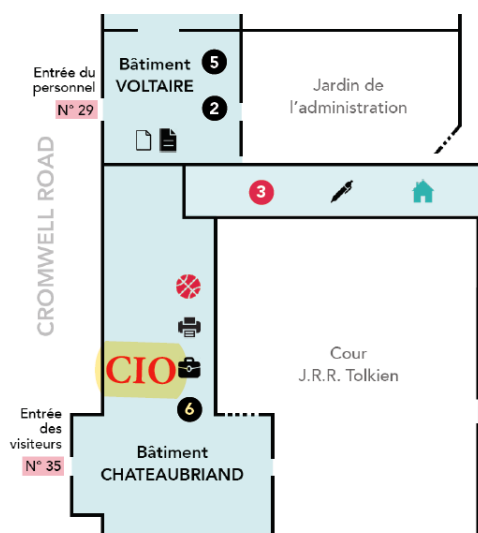 Bâtiment
VOLTAIRE
5
2
Entrée du
personnel
N° 29
Jardin de
l'administration
3
CROMWELL ROAD
CIO
6
Cour
J.R.R. Tolkien
Entrée
des
visiteurs
N° 35
Bâtiment
CHATEAUBRIAND